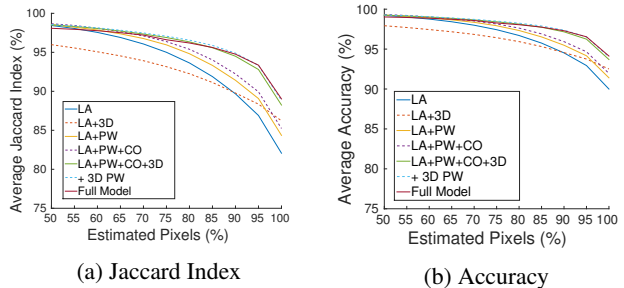 100
95
90
85
80
75
50 55 60 65 70 75 80 85 90 95 100
Average Jaccard Index (%)
Estimated Pixels (%)
LA
LA+3D
LA+PW
LA+PW+CO
LA+PW+CO+3D
+ 3D PW
Full Model
(a) Jaccard Index
100
95
90
85
80
75
50 55 60 65 70 75 80 85 90 95 100
Average Accuracy (%)
Estimated Pixels (%)
LA
LA+3D
LA+PW
LA+PW+CO
LA+PW+CO+3D
+ 3D PW
Full Model
(b) Accuracy